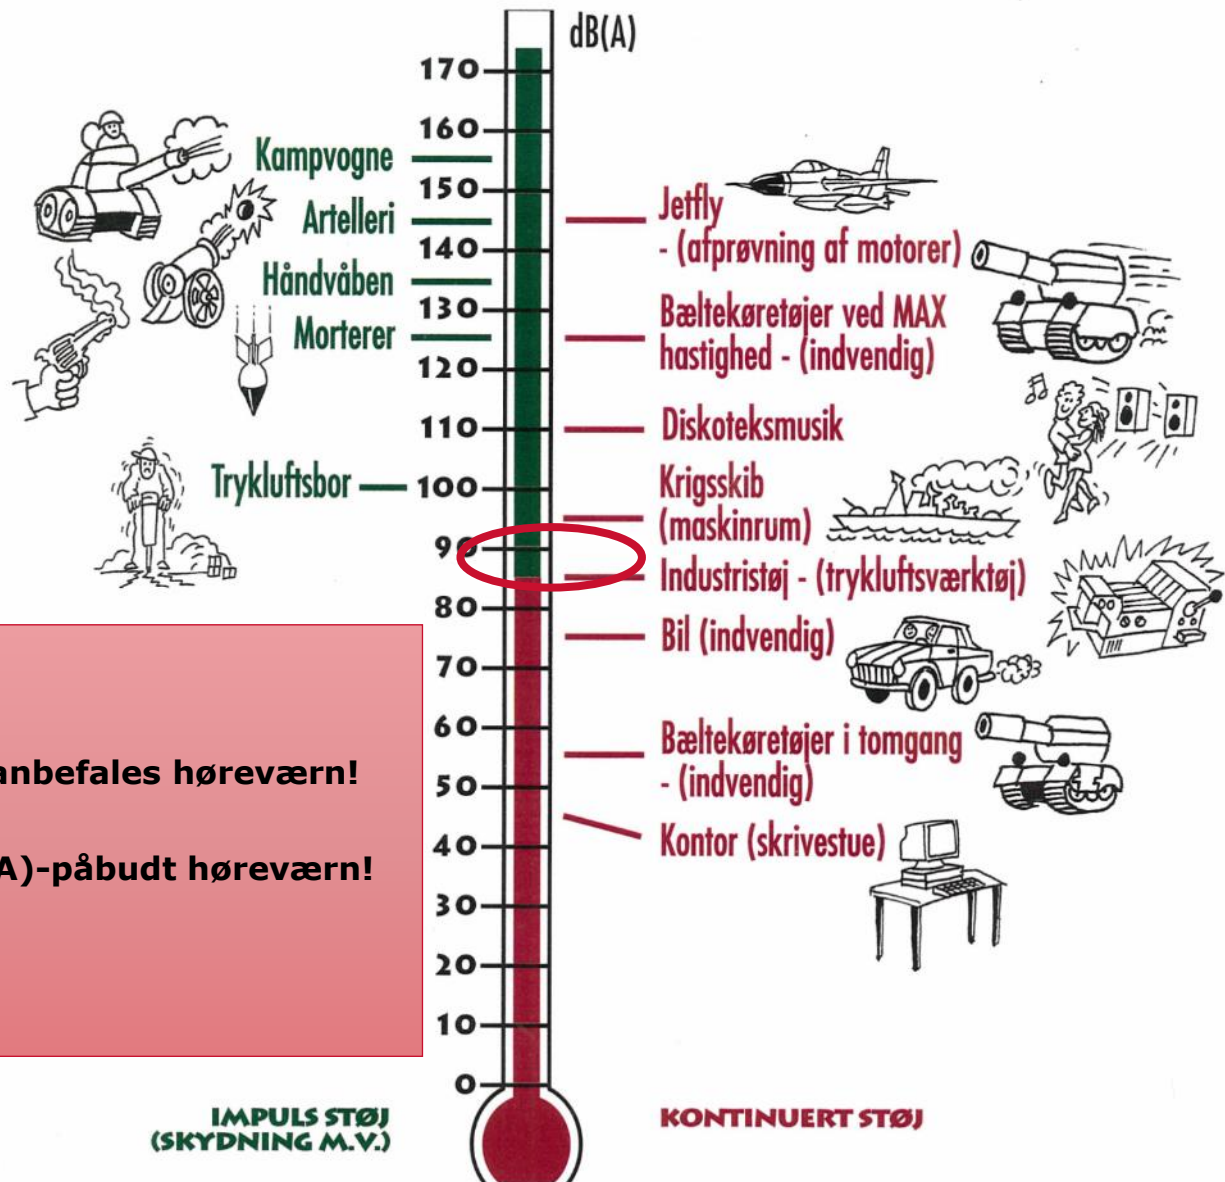 dB(A)
170
160
150
140
130
120
110
100
90
80
70
60
50
40
30
20
10
0
Kampvogne
Artelleri
Håndvåben
Morterer
Trykluftsbor
Jetfly
- (afprøvning af motorer)
Bæltekøretøjer ved MAX
hastighed - (indvendig)
Diskoteksmusik
Krigsskib
(maskinrum)
Industristøj - (trykluftsværktøj)
Bil (indvendig)
Bæltekøretøjer i tomgang
- (indvendig)
Kontor (skrivestue)
anbefales høreværn!
A)-påbudt høreværn!
IMPULS STØJ
(SKYDNING M.V.)
KONTINUERT STØJ